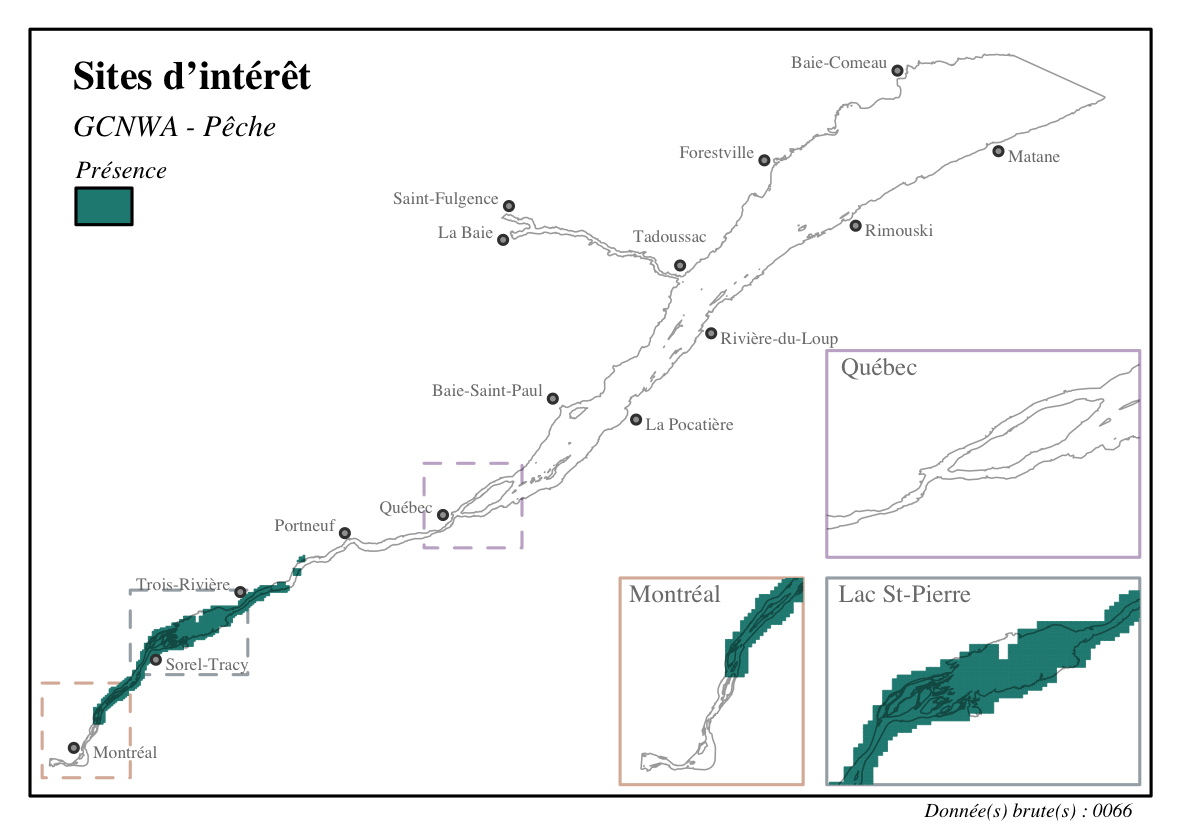 Sites d’intérêt
GCNWA - Pêche
Présence
Baie-Comeau
Forestville
Matane
Saint-Fulgence
La Baie
Tadoussac
Rimouski
Rivière-du-Loup
Baie-Saint-Paul
La Pocatière
Québec
Portneuf
Trois-Rivière
Sorel-Tracy
Montréal
Québec
Montréal
Lac St-Pierre
Donnée(s) brute(s) : 0066